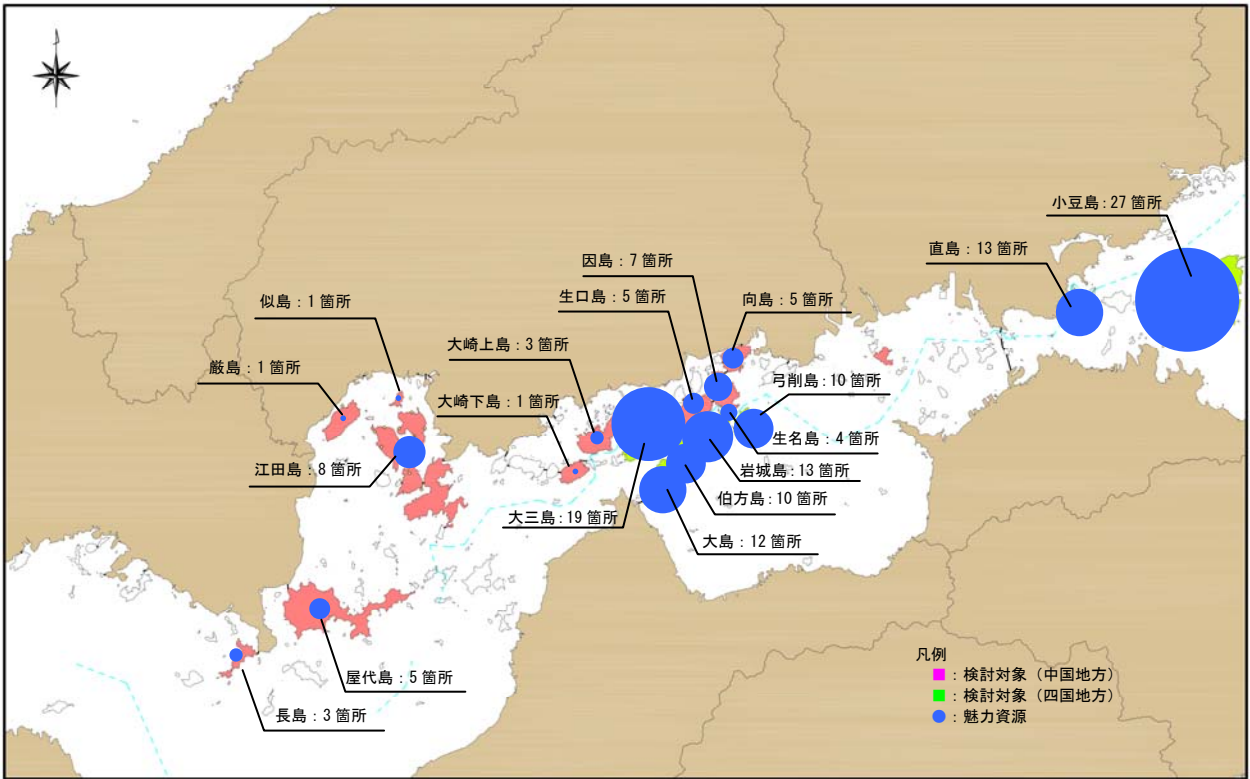 小豆島：27 箇所
直島：13 箇所
因島：7 箇所
似島：1 箇所
生口島：5 箇所
向島：5 箇所
大崎上島：3 箇所
厳島：1 箇所
大崎下島：1 箇所
弓削島：10 箇所
生名島：4 箇所
江田島：8 箇所
岩城島：13 箇所
伯方島：10 箇所
大三島：19 箇所
大島：12 箇所
屋代島：5 箇所
長島：3 箇所
凡例
：検討対象（中国地方）
：検討対象（四国地方）
：魅力資源